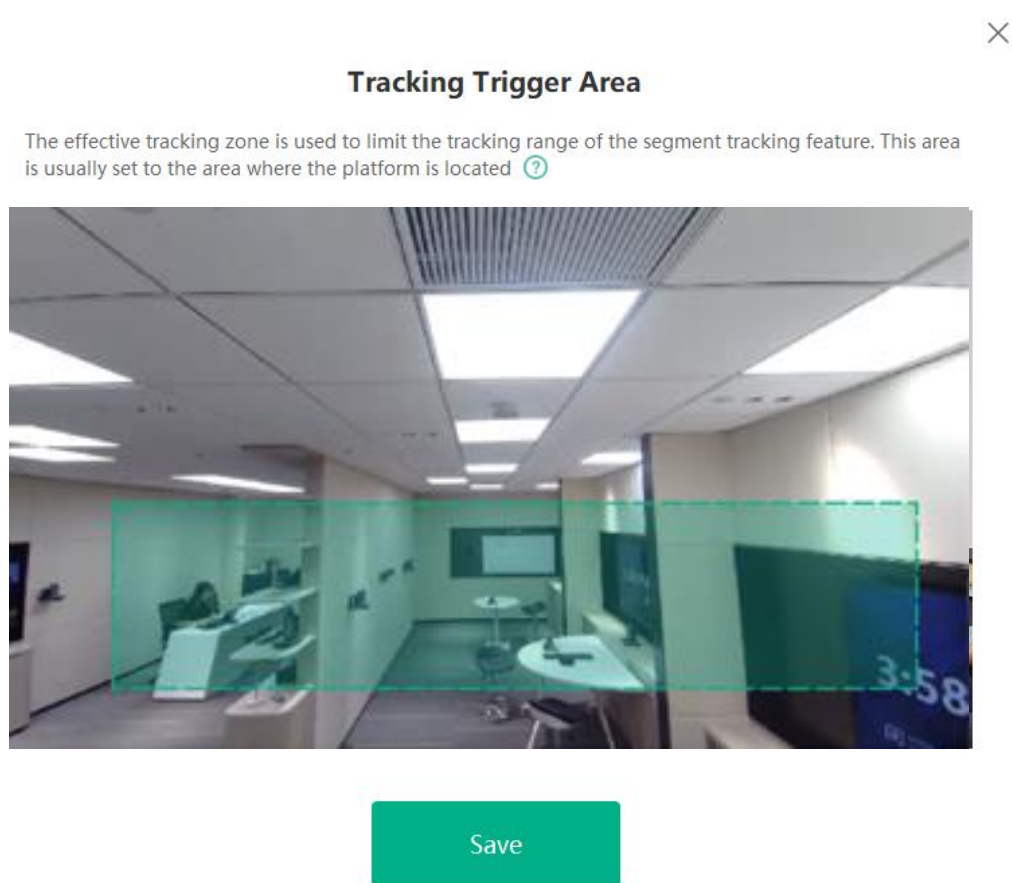 Tracking Trigger Area
The effective tracking zone is used to limit the tracking range of the segment tracking feature. This area
is usually set to the area where the platform is located ?
3:58
Save